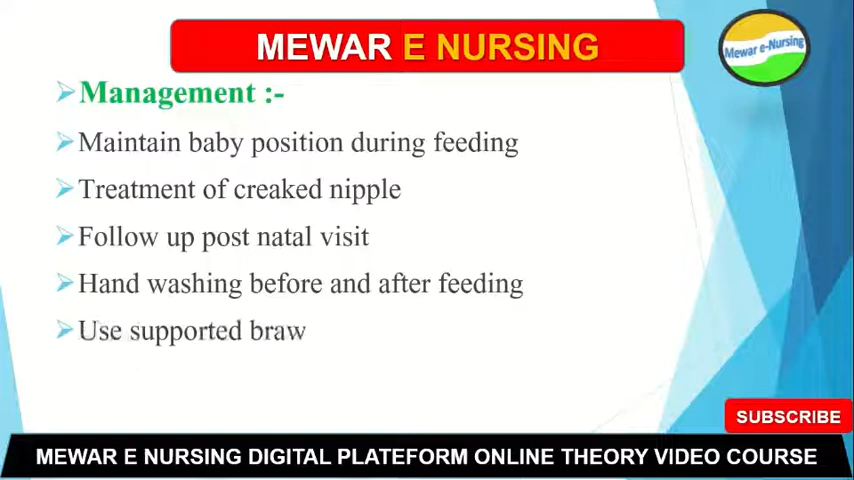 MEWAR E NURSING
Mewar e-Nursing
Management :-
Maintain baby position during feeding
Treatment of creaked nipple
Follow up post natal visit
Hand washing before and after feeding
Use supported braw
SUBSCRIBE
MEWAR E NURSING DIGITAL PLATEFORM ONLINE THEORY VIDEO COURSE